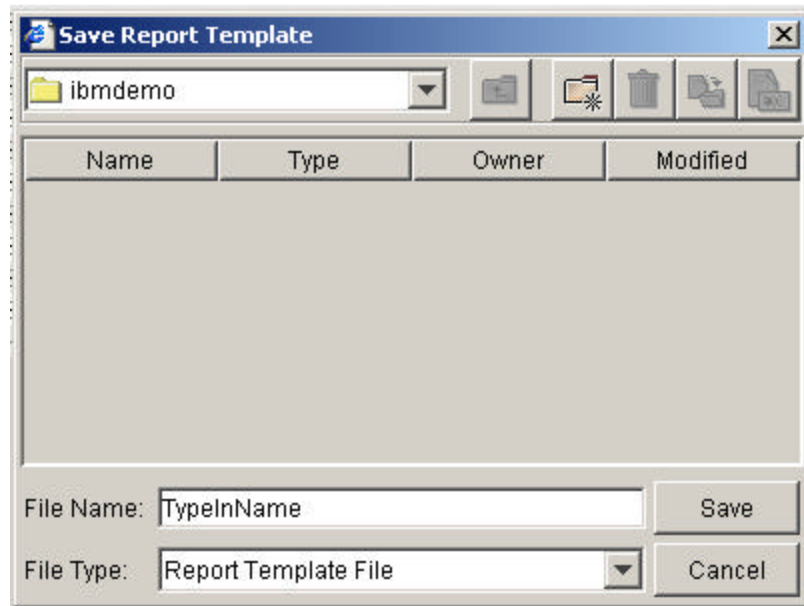 Save Report Template
ibmdemo
Name Type Owner Modified
File Name: TypeInName Save
File Type: Report Template File Cancel